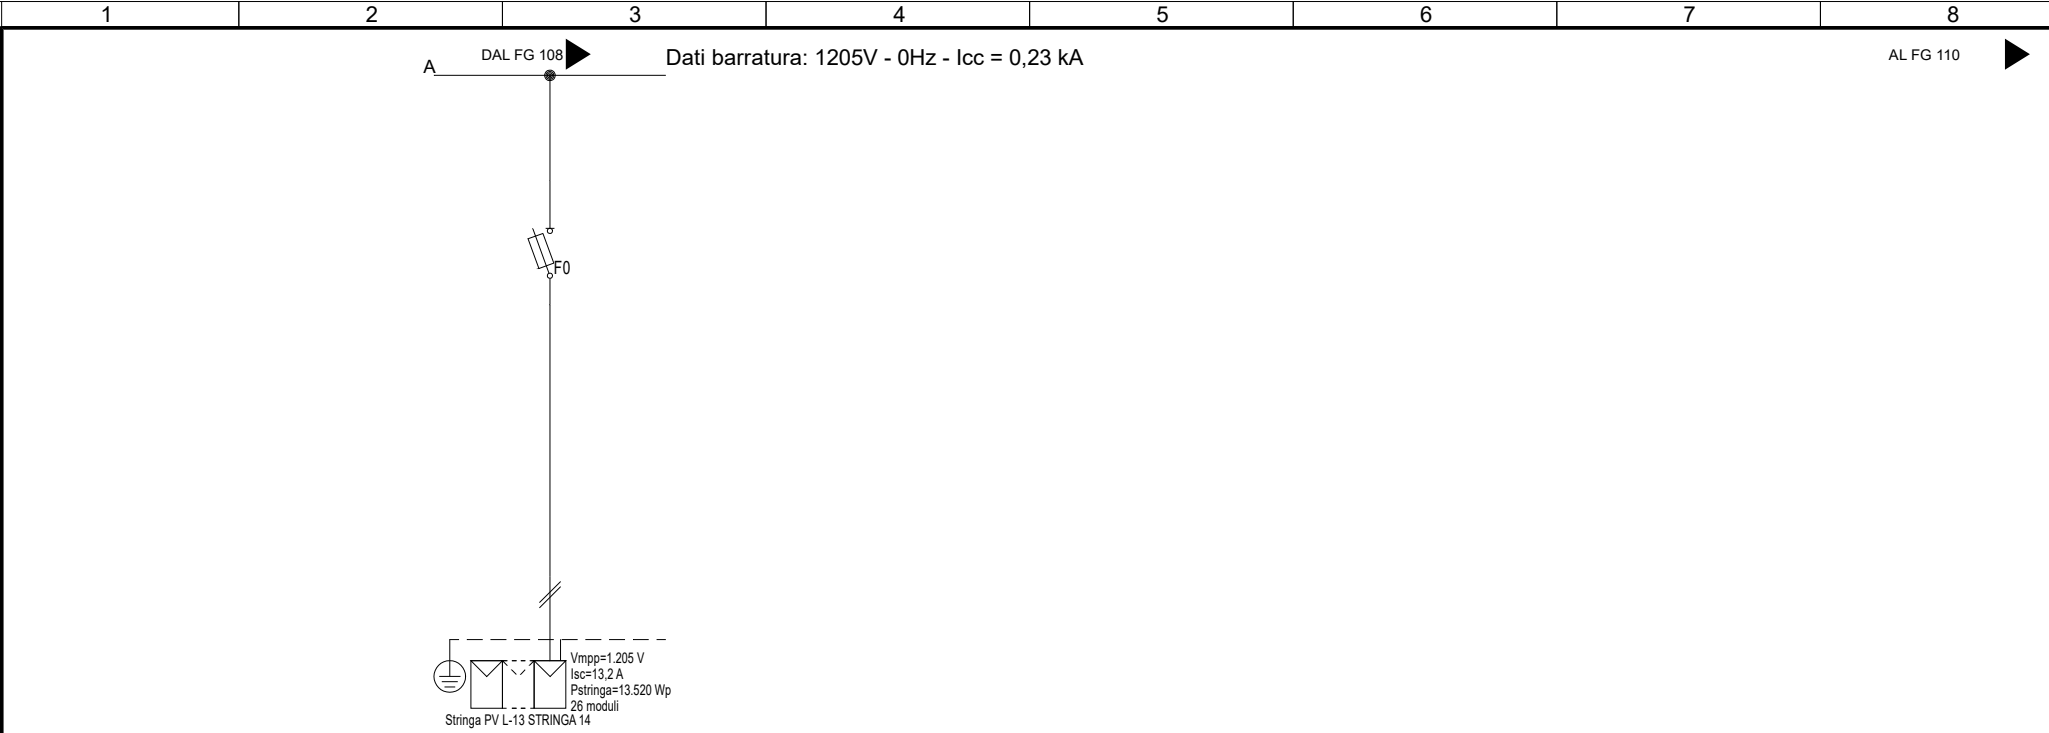 1 2 3 4 5 6 7 8
DAL FG 108 Dati barratura: 1205V - 0Hz - Icc = 0,23 kA AL FG 110
A
F0
Vmpp=1.205 V
Isc=13,2 A
Pstringa=13.520 Wp
26 moduli
Stringa PV L-13 STRINGA 14